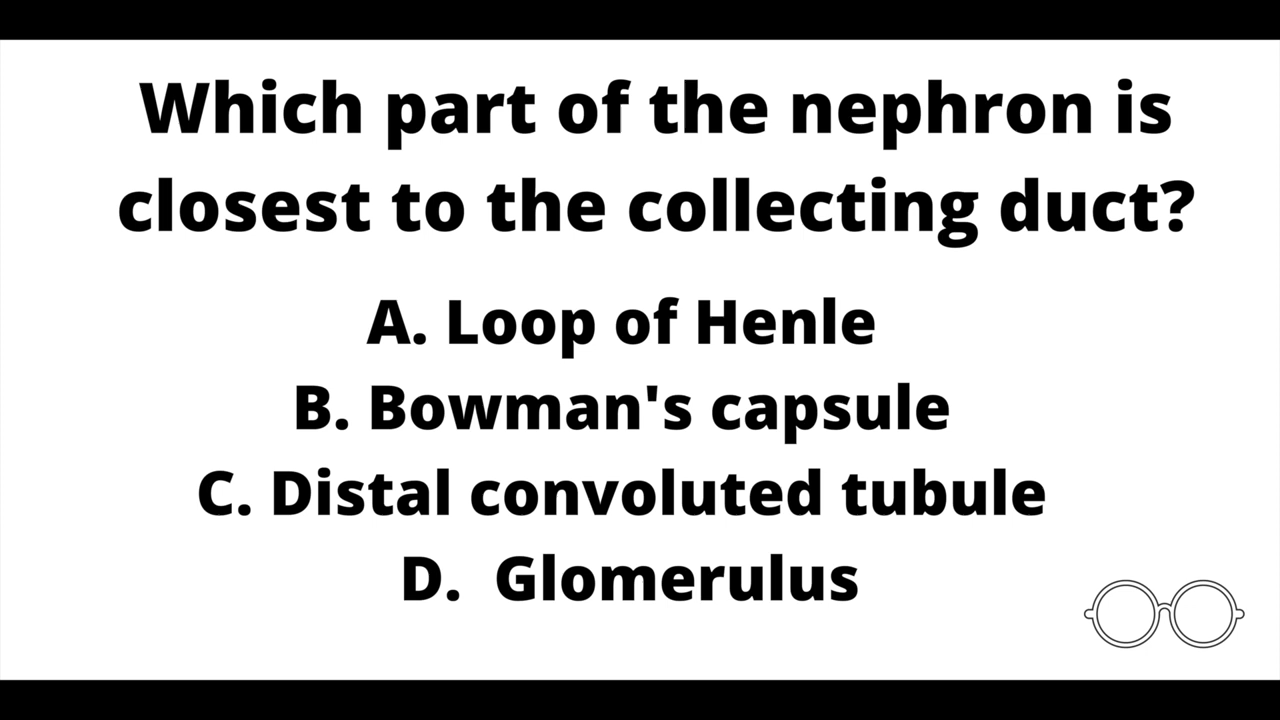 Which part of the nephron is
closest to the collecting duct?
A. Loop of Henle
B. Bowman's capsule
C. Distal convoluted tubule
D. Glomerulus